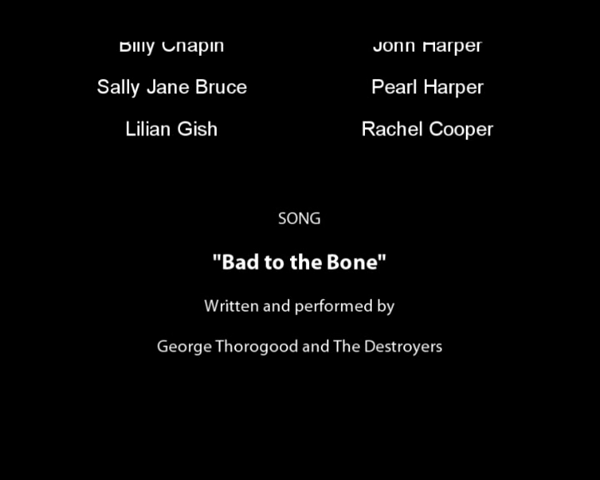 Billy Chapin John Harper
Sally Jane Bruce Pearl Harper
Lilian Gish Rachel Cooper
SONG
"Bad to the Bone"
Written and performed by
George Thorogood and The Destroyers